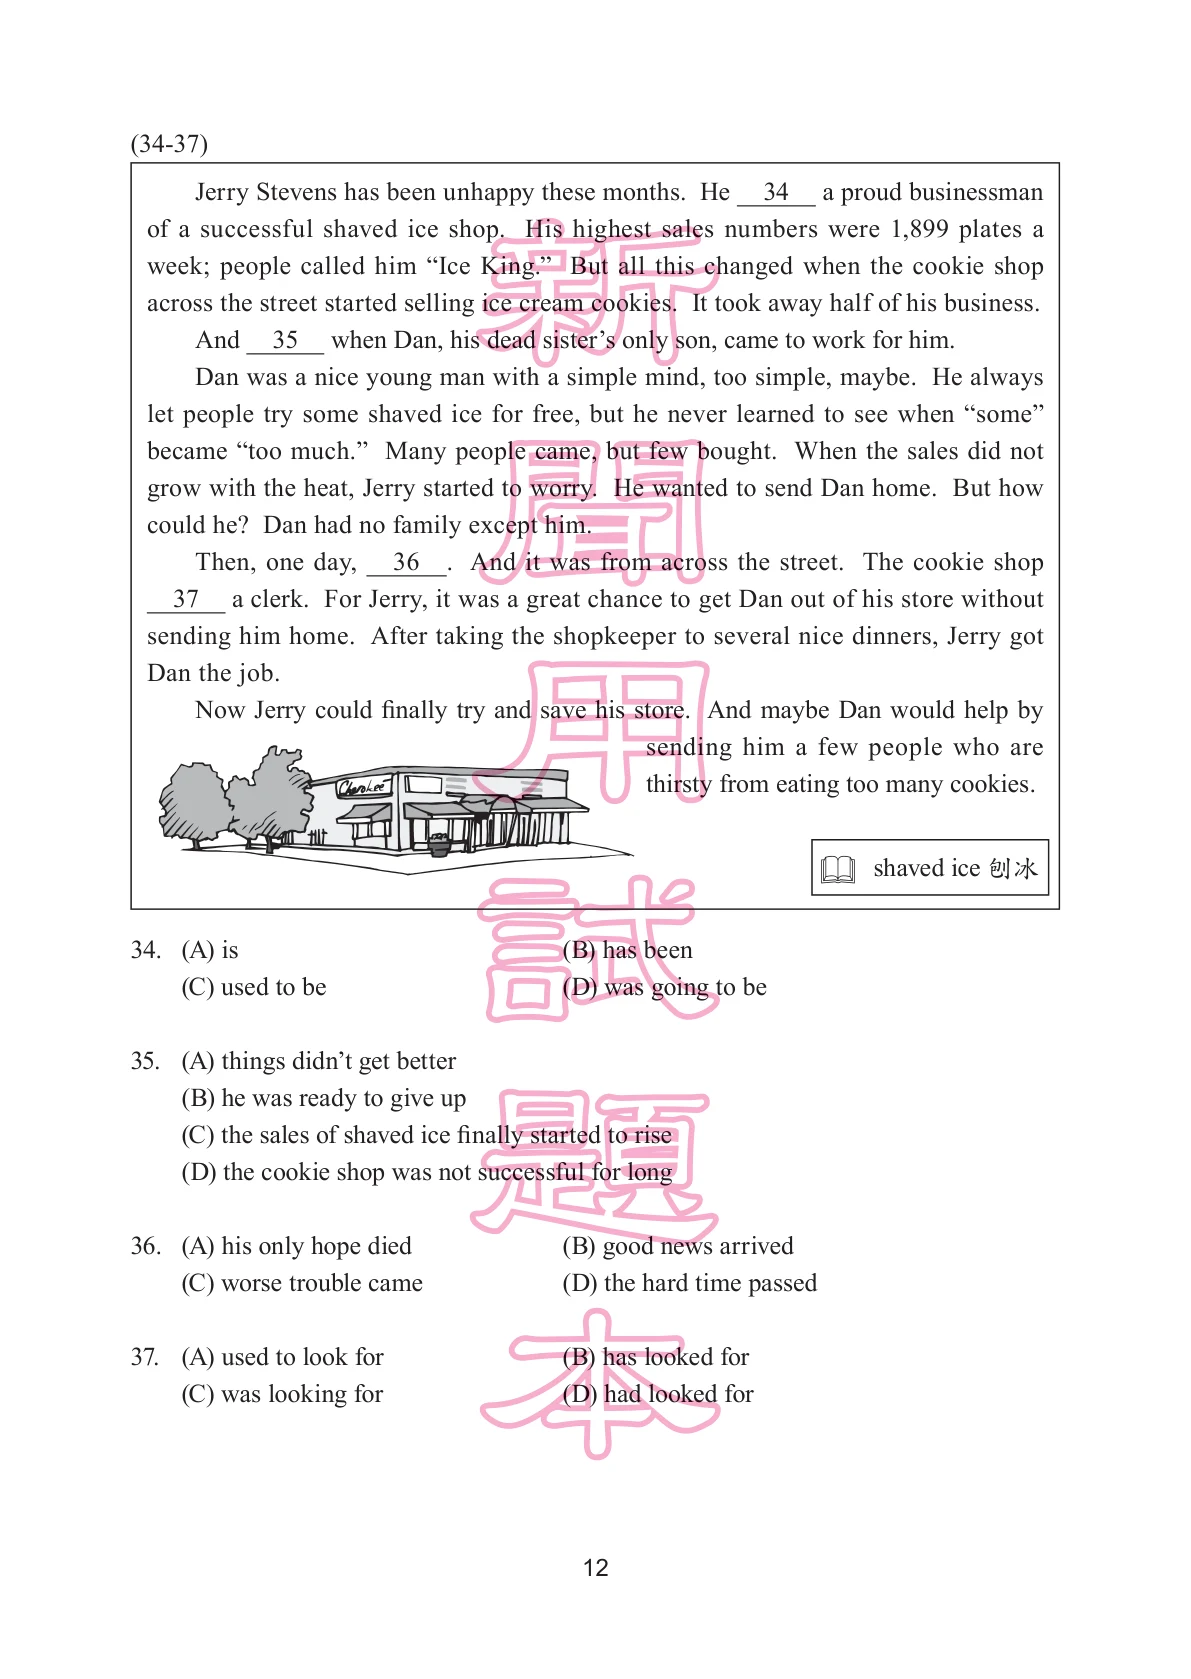 (34-37)
Jerry Stevens has been unhappy these months. He 34 a proud businessman
of a successful shaved ice shop. His highest sales numbers were 1,899 plates a
week; people called him “Ice King.” But all this changed when the cookie shop
across the street started selling ice cream cookies. It took away half of his business.
And 35 when Dan, his dead sister’s only son, came to work for him.
Dan was a nice young man with a simple mind, too simple, maybe. He always
let people try some shaved ice for free, but he never learned to see when “some”
became “too much.” Many people came, but few bought. When the sales did not
grow with the heat, Jerry started to worry. He wanted to send Dan home. But how
could he? Dan had no family except him.
Then, one day, 36. And it was from across the street. The cookie shop
37 a clerk. For Jerry, it was a great chance to get Dan out of his store without
sending him home. After taking the shopkeeper to several nice dinners, Jerry got
Dan the job.
Now Jerry could finally try and save his store. And maybe Dan would help by
sending him a few people who are
thirsty from eating too many cookies.
Cherokee
shaved ice 刨冰
34. (A) is (B) has been
(C) used to be (D) was going to be
35. (A) things didn’t get better
(B) he was ready to give up
(C) the sales of shaved ice finally started to rise
(D) the cookie shop was not successful for long
36. (A) his only hope died (B) good news arrived
(C) worse trouble came (D) the hard time passed
37. (A) used to look for (B) has looked for
(C) was looking for (D) had looked for
12
新聞用試題本